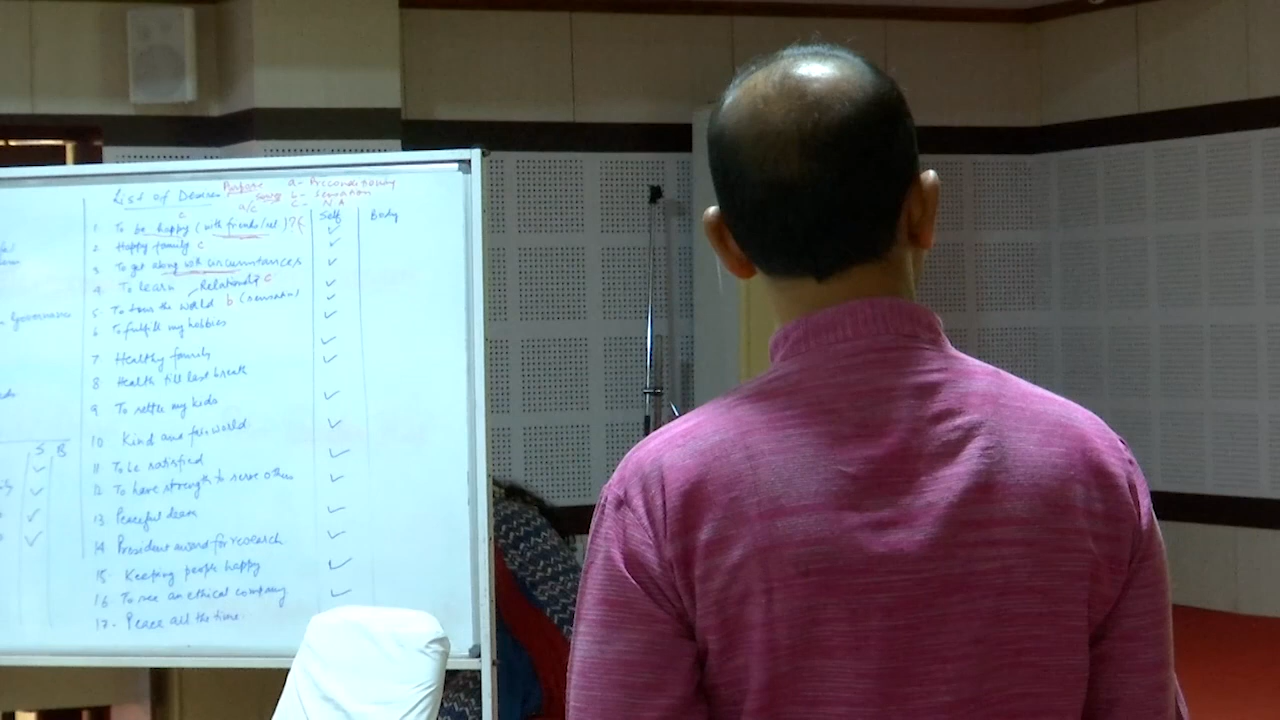 List of Desires Purpose a - Preconditioning
a/c Sensⁿ b - Sensation
c - NA
Self Body
c
1. To be happy (with friends/rel)?{ ✓
2. Happy family c ✓
3. To get along with circumstances ✓
4. To learn Relationship c ✓
5. To tour the world b (sensation) ✓
6 To fulfill my hobbies ✓
7 Healthy family ✓
8 Health till last breath ✓
9 To settle my kids ✓
10 Kind and fair world ✓
11 To be satisfied ✓
12 To have strength to serve others ✓
13. Peaceful death ✓
14. President award for research ✓
15. Keeping people happy ✓
16 To see an ethical company ✓
17. Peace all the time.
Governance
S B
✓
✓
✓
✓